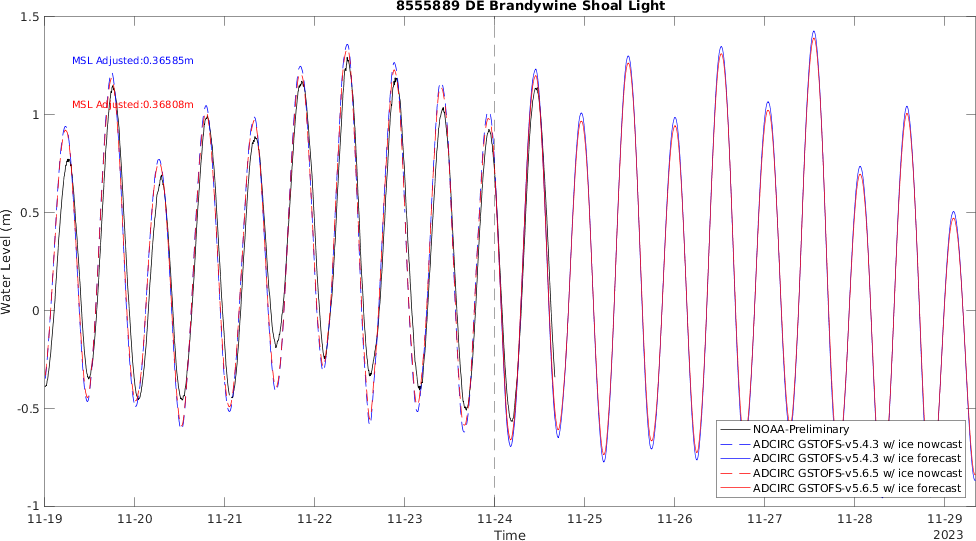 8555889 DE Brandywine Shoal Light
1.5
MSL Adjusted:0.36585m
MSL Adjusted:0.36808m
1
0.5
Water Level (m)
0
-0.5
NOAA-Preliminary
ADCIRC GSTOFS-v5.4.3 w/ ice nowcast
ADCIRC GSTOFS-v5.4.3 w/ ice forecast
ADCIRC GSTOFS-v5.6.5 w/ ice nowcast
ADCIRC GSTOFS-v5.6.5 w/ ice forecast
-1
11-19 11-20 11-21 11-22 11-23 11-24 11-25 11-26 11-27 11-28 11-29
Time 2023